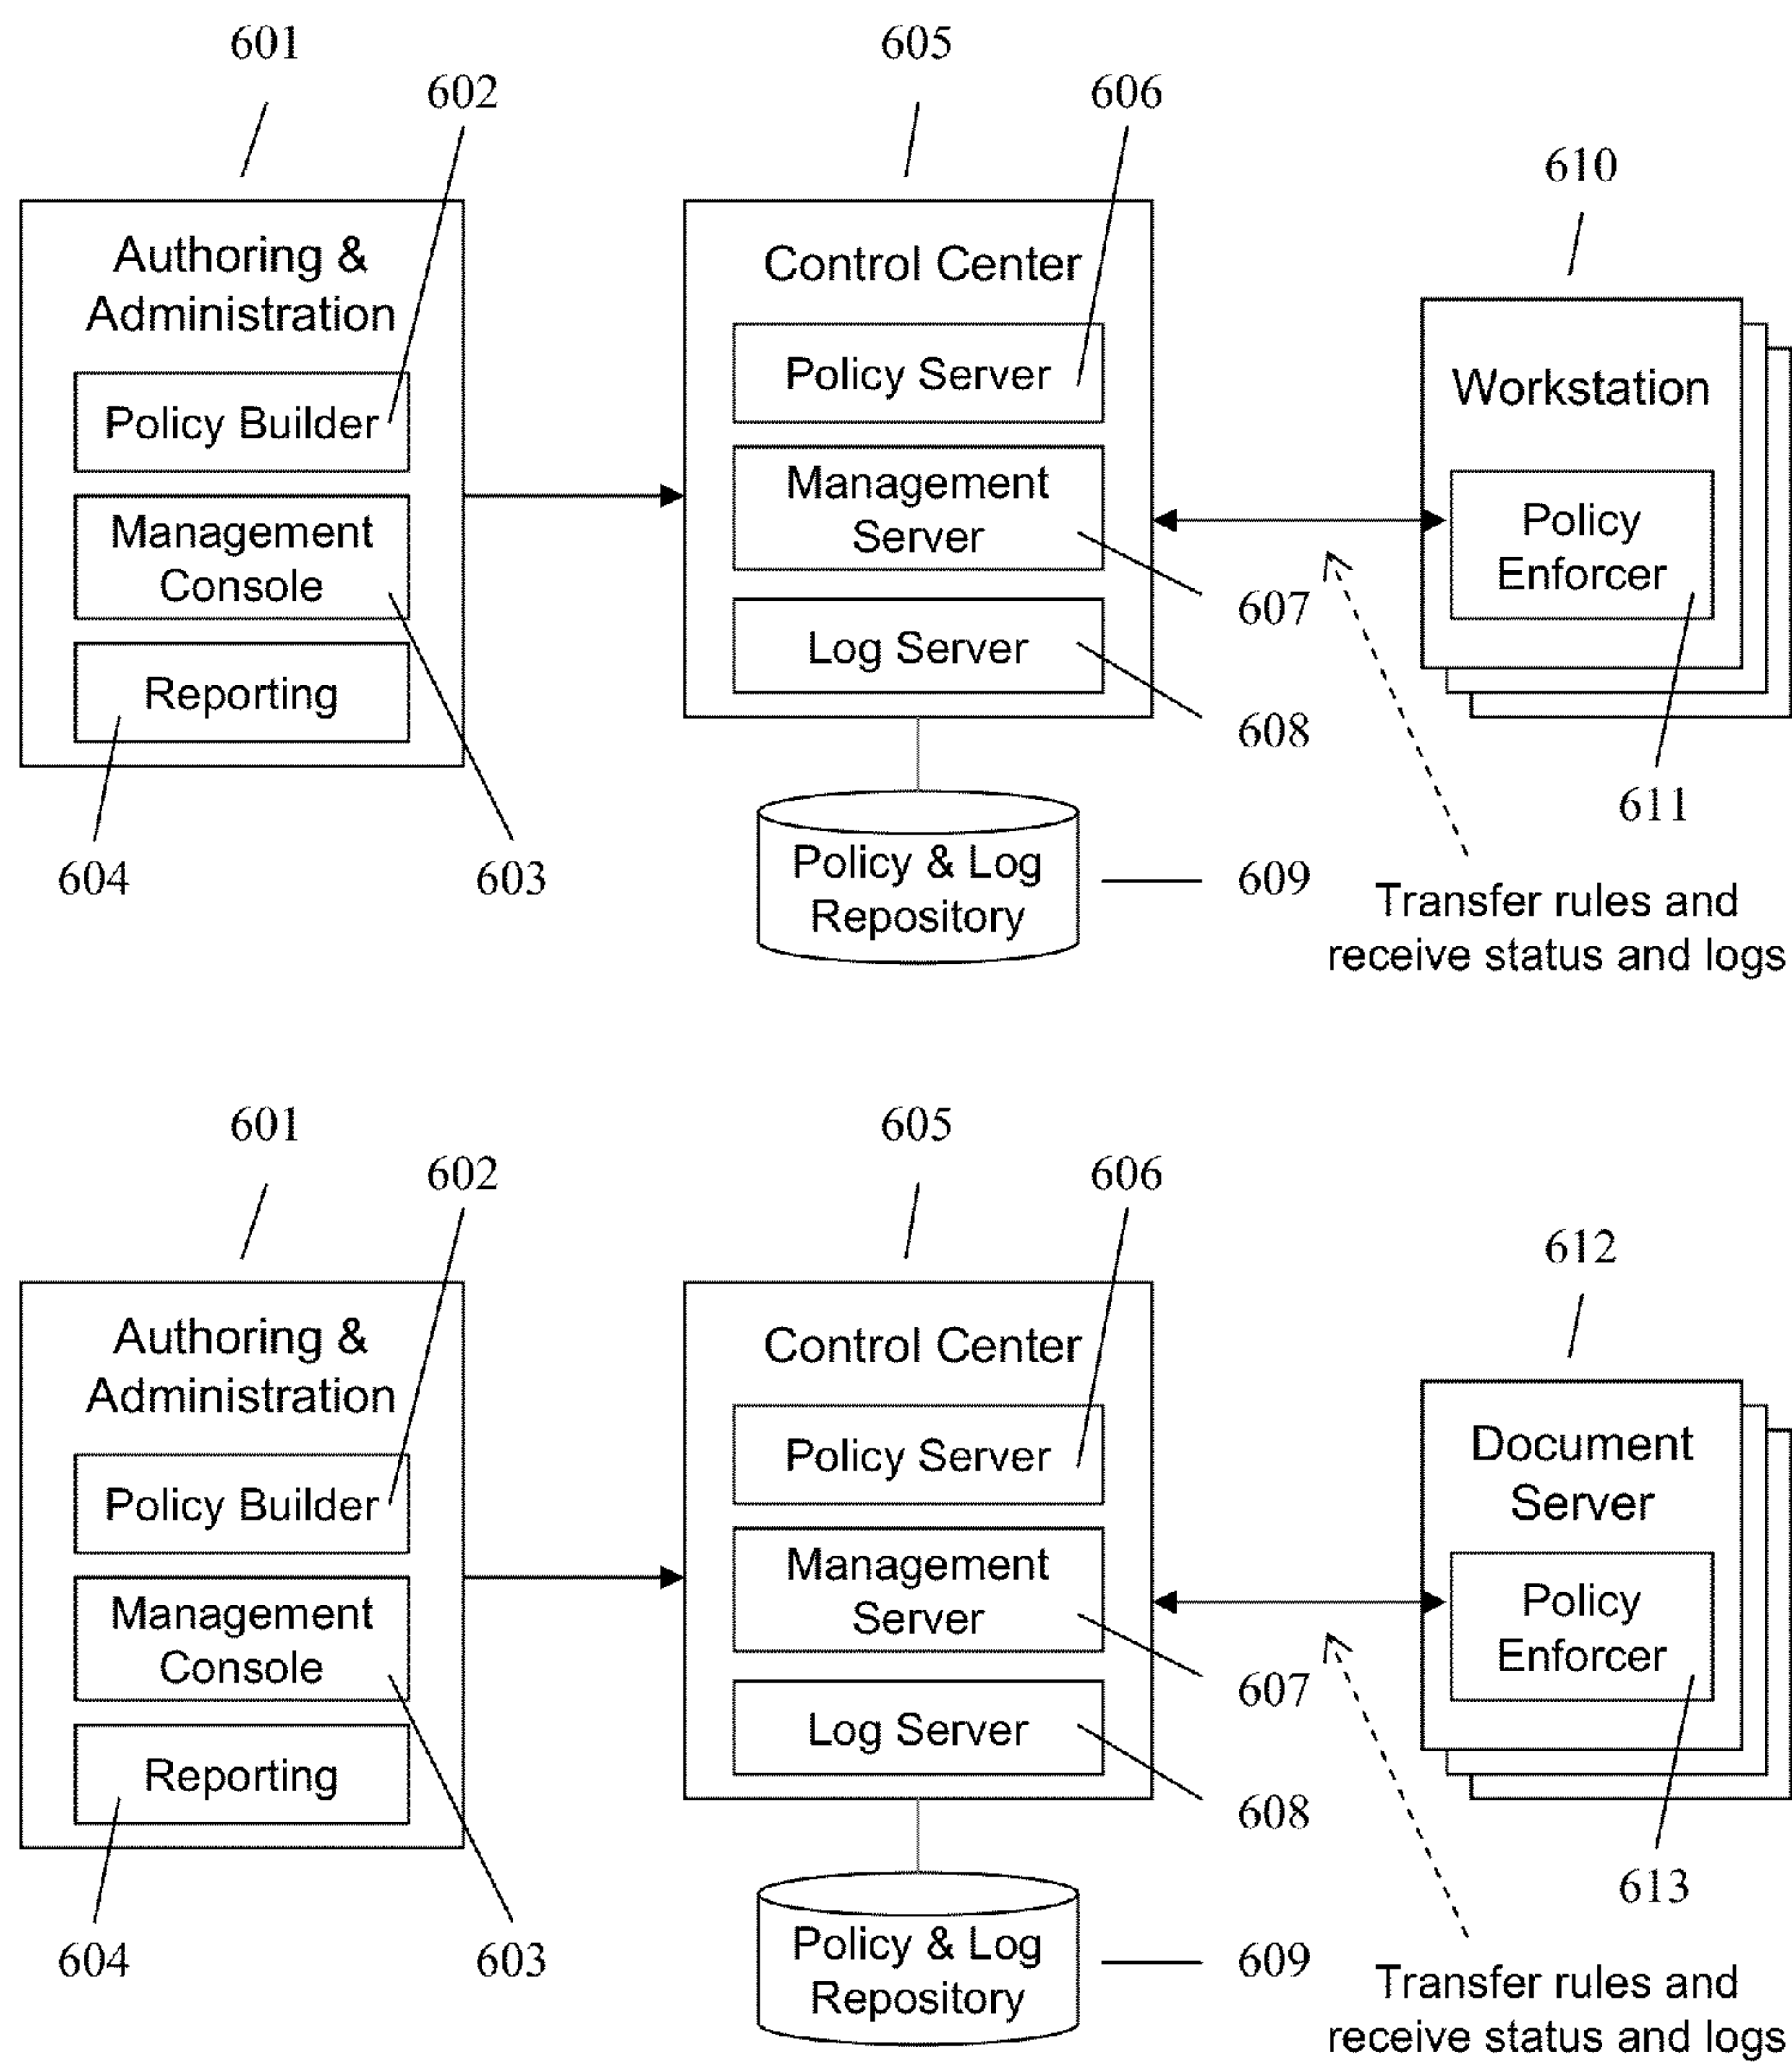 601
605
602
606
610
Authoring &
Administration
Control Center
Policy Builder
Policy Server
Workstation
Management
Console
Management
Server
Policy
Enforcer
607
Reporting
Log Server
608
611
604
603
Policy & Log
Repository
609
Transfer rules and
receive status and logs
601
605
602
606
612
Authoring &
Administration
Control Center
Document
Server
Policy Builder
Policy Server
Management
Console
Management
Server
Policy
Enforcer
607
Reporting
Log Server
608
613
604
603
Policy & Log
Repository
609
Transfer rules and
receive status and logs